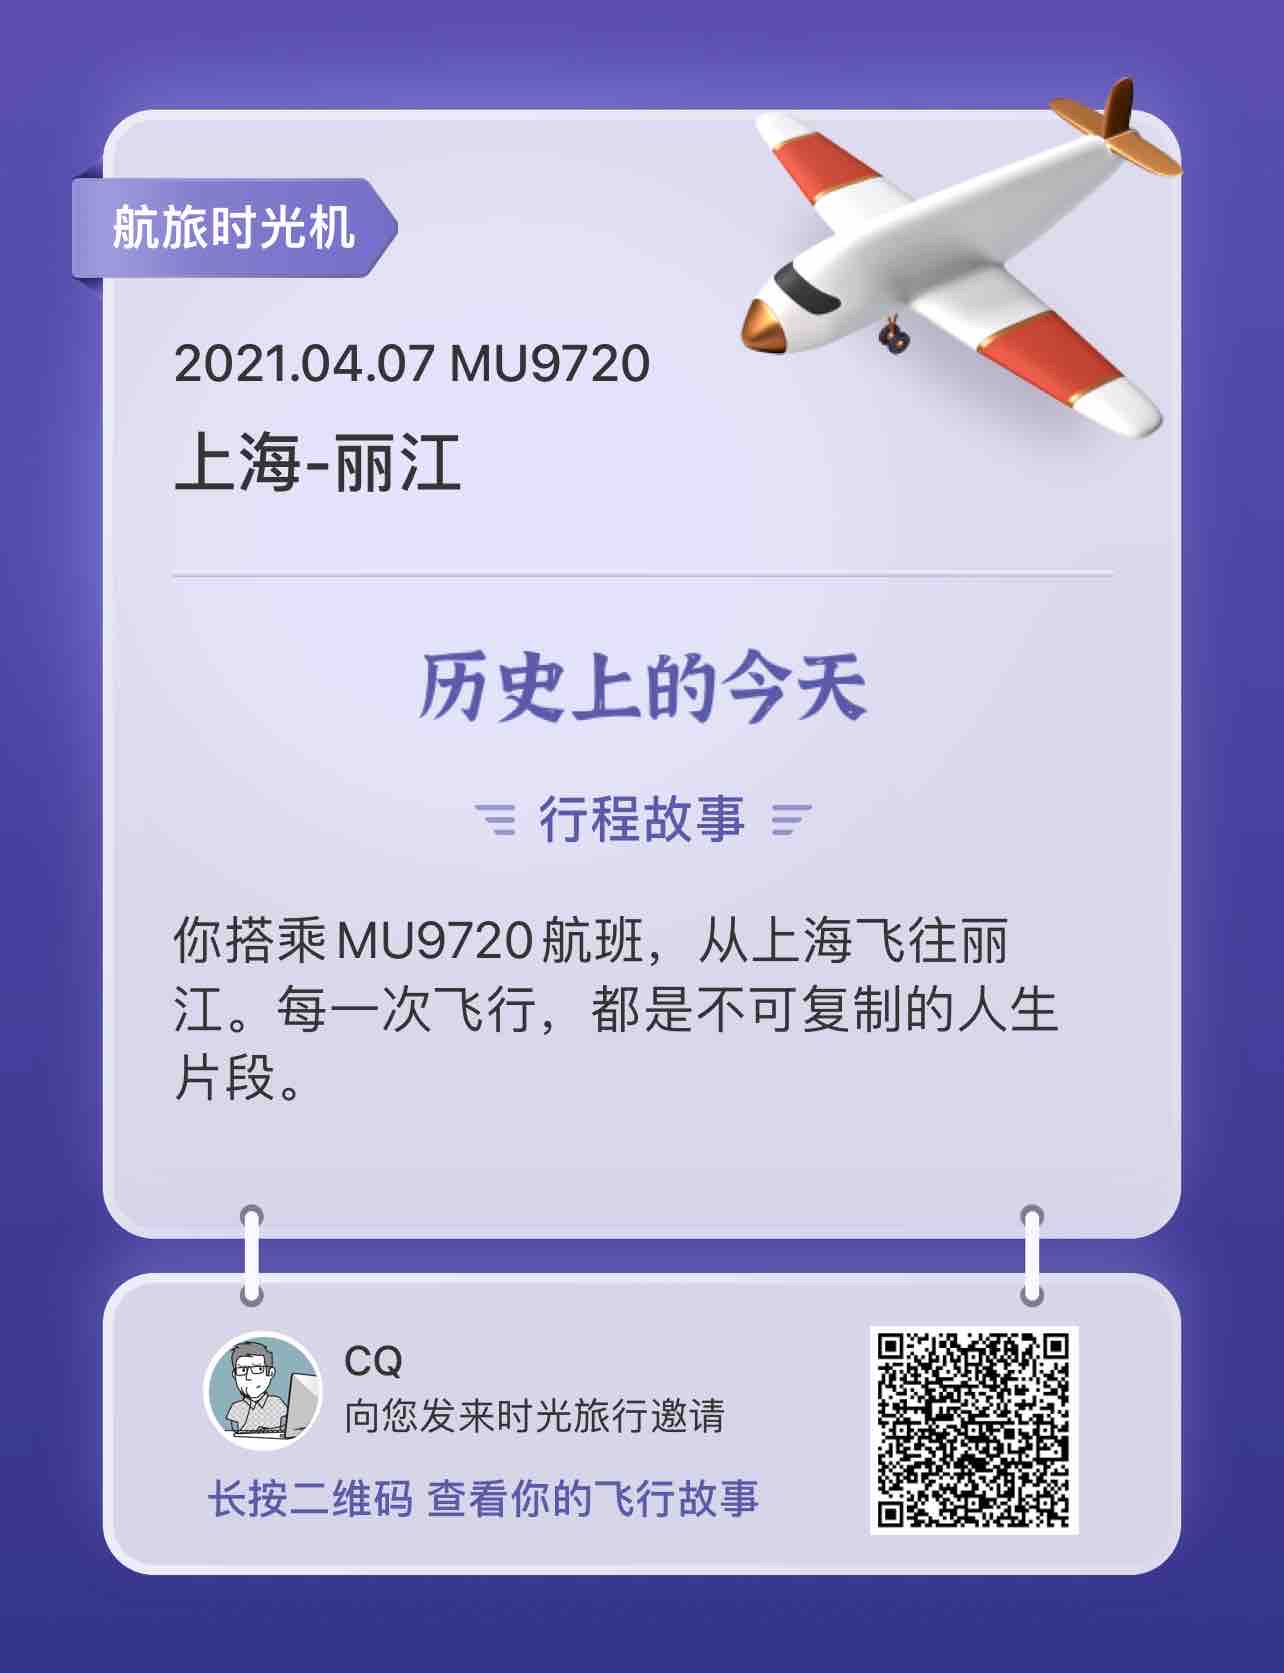 航旅时光机
2021.04.07 MU9720
上海-丽江
历史上的今天
行程故事
你搭乘MU9720航班，从上海飞往丽
江。每一次飞行，都是不可复制的人生
片段。
CQ
向您发来时光旅行邀请
长按二维码 查看你的飞行故事